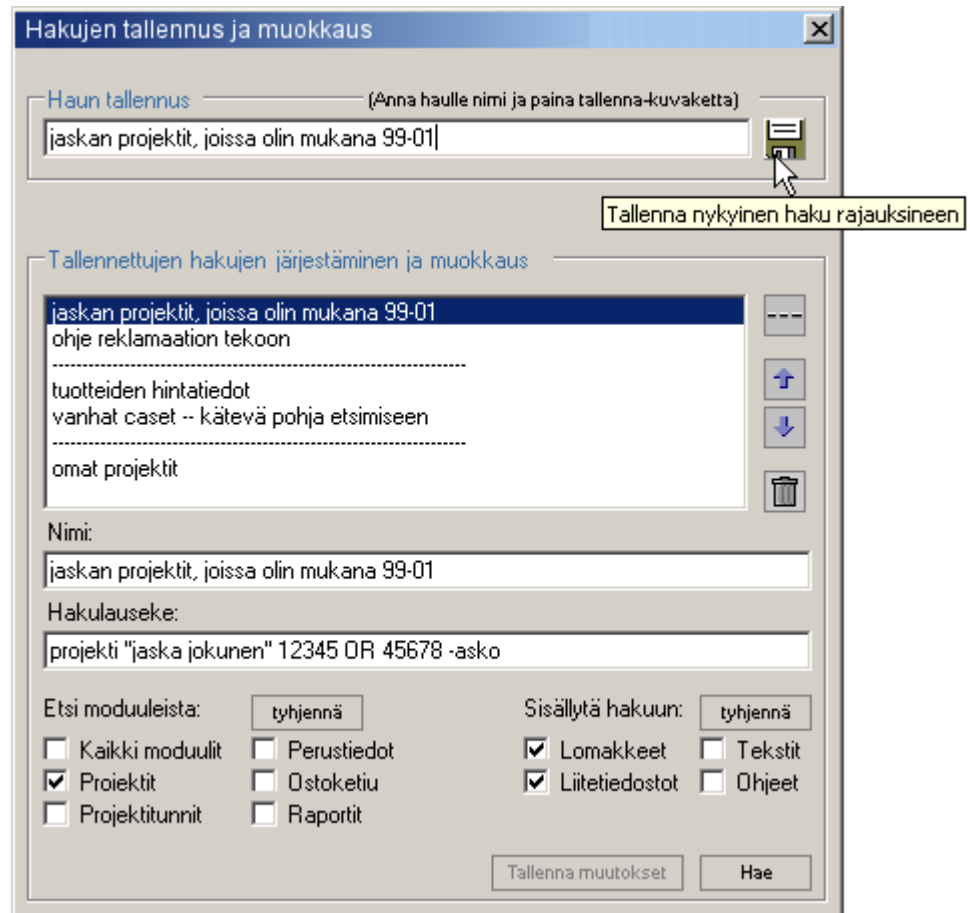 Hakujen tallennus ja muokkaus
Haun tallennus (Anna haulle nimi ja paina tallenna-kuvaketta)
jaskan projektit, joissa olin mukana 99-01
Tallenna nykyinen haku rajauksineen
Tallennettujen hakujen järjestäminen ja muokkaus
jaskan projektit, joissa olin mukana 99-01
---
ohje reklamaation tekoon
---------------------------------------------------------------------
tuotteiden hintatiedot
vanhat caset -- kätevä pohja etsimiseen
---------------------------------------------------------------------
omat projektit
Nimi:
jaskan projektit, joissa olin mukana 99-01
Hakulauseke:
projekti "jaska jokunen" 12345 OR 45678 -asko
Etsi moduuleista: tyhjennä Sisällytä hakuun: tyhjennä
Kaikki moduulit Perustiedot Lomakkeet Tekstit
Projektit Ostoketju Liitetiedostot Ohjeet
Projektitunnit Raportit
Tallenna muutokset Hae